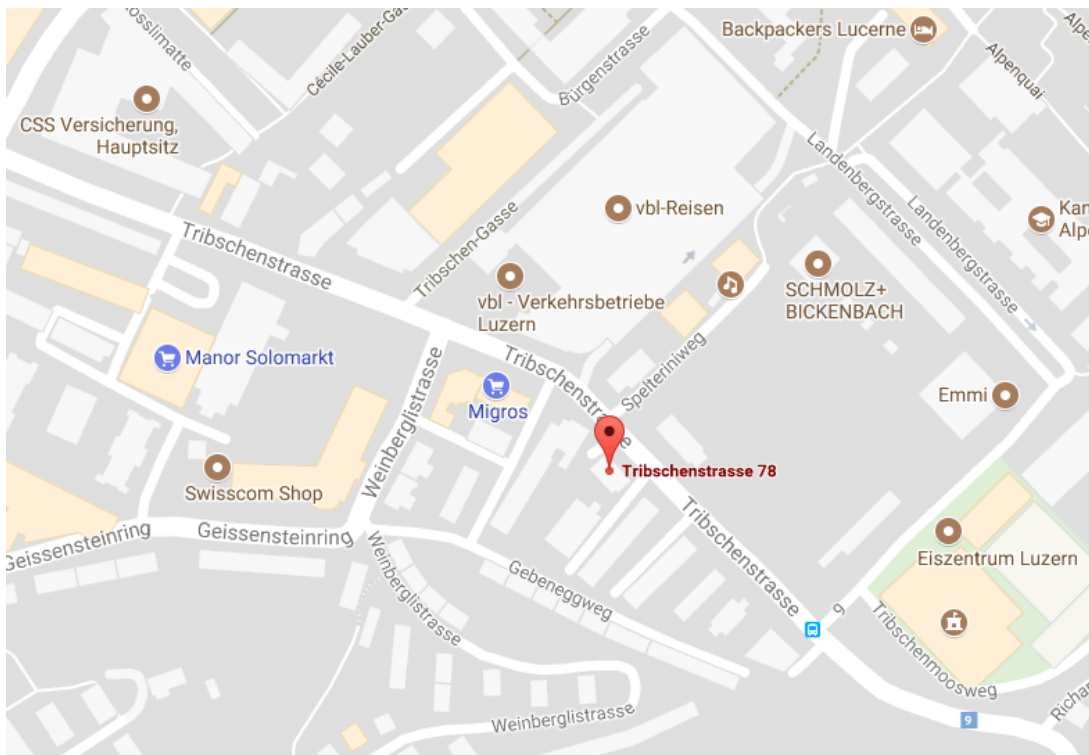 Backpackers Lucerne
Alpenquai
Cécile-Lauber-Gasse
Bürgenstrasse
CSS Versicherung,
Hauptsitz
Landenbergstrasse
Landenbergstrasse
vbl-Reisen
Tribschen-Gasse
Tribschenstrasse
SCHMOLZ+
BICKENBACH
vbl - Verkehrsbetriebe
Luzern
Manor Solomarkt
Tribschenstrasse
Spelteriniweg
Migros
Emmi
Weinberglistrasse
Tribschenstrasse 78
Swisscom Shop
Geissensteinring
Geissensteinring
Tribschenstrasse
Eiszentrum Luzern
Weinberglistrasse
Gebeneggweg
9
Tribschenmoosweg
Weinberglistrasse
9